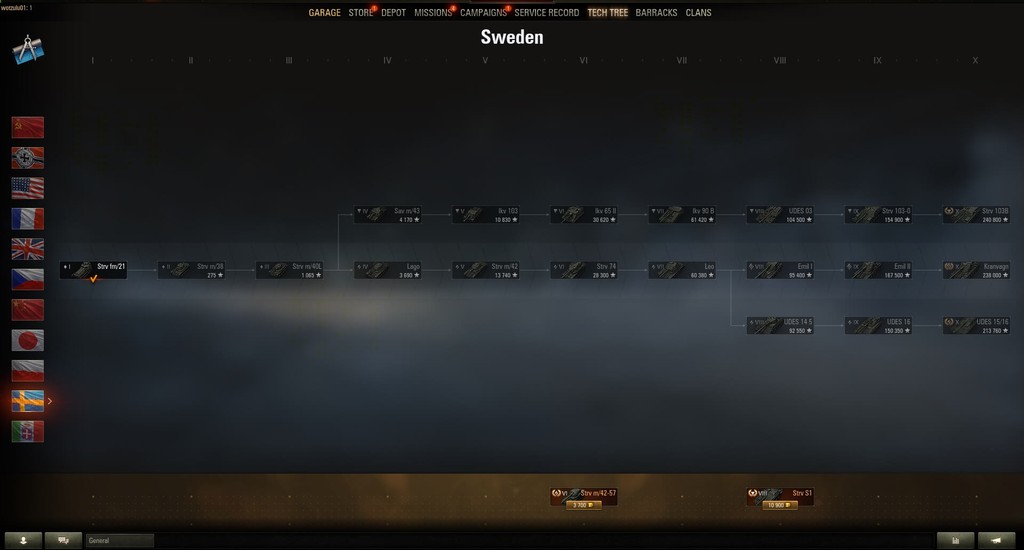 wotzulu01: 1
GARAGE STORE DEPOT MISSIONS CAMPAIGNS SERVICE RECORD TECH TREE BARRACKS CLANS
Sweden
I II III IV V VI VII VIII IX X
IV Sav m/43 V Ikv 103 VI Ikv 65 II VII Ikv 90 B VIII UDES 03 IX Strv 103-0 X Strv 103B
4 170 10 830 30 620 61 420 104 500 154 800 240 800
I Strv fm/21 II Strv m/38 III Strv m/40L IV Lago V Strv m/42 VI Strv 74 VII Leo VIII Emil I IX Emil II X Kranvagn
275 1 065 3 690 13 740 28 300 80 380 95 400 167 500 238 000
VIII UDES 14 5 IX UDES 16 X UDES 15/16
92 550 150 350 213 760
VI Strv m/42-57 VIII Strv S1
3 700 10 900
General